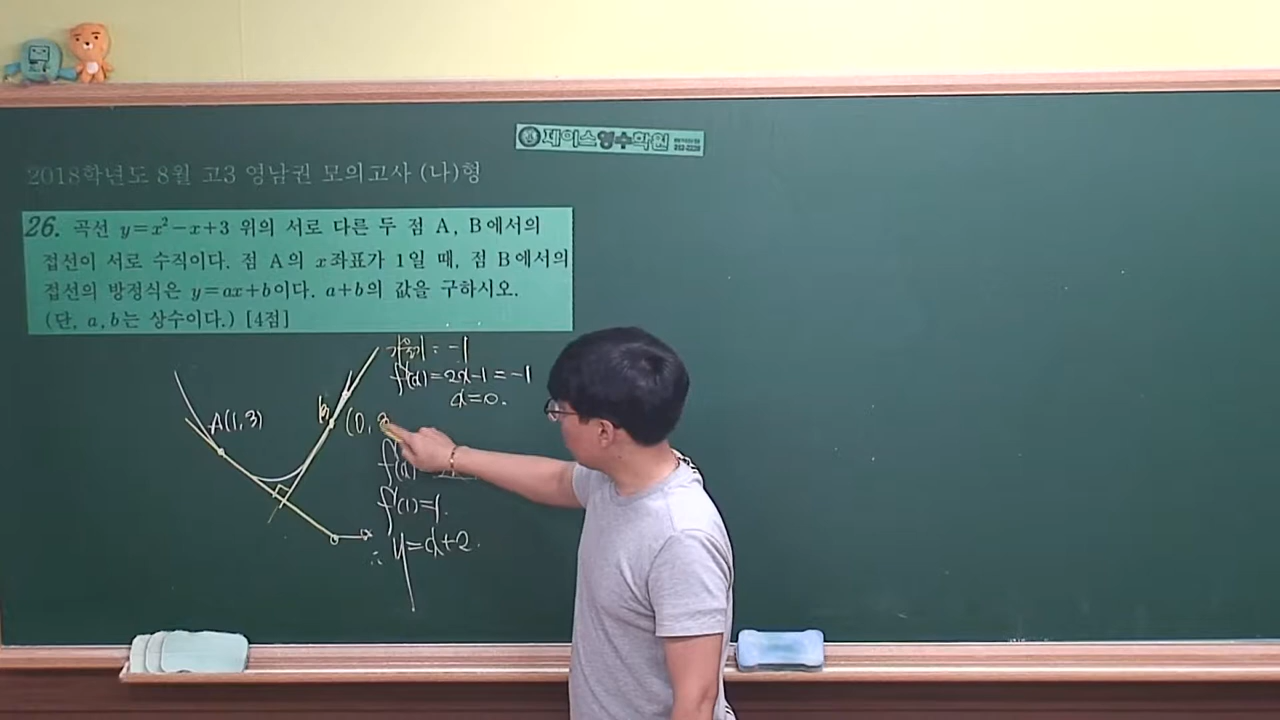 제이스영수학원
2018학년도 8월 고3 영남권 모의고사 (나)형
26. 곡선 y=x²-x+3 위의 서로 다른 두 점 A, B에서의
접선이 서로 수직이다. 점 A의 x좌표가 1일 때, 점 B에서의
접선의 방정식은 y=ax+b이다. a+b의 값을 구하시오.
(단, a, b는 상수이다.) [4점]
기울기 = -1
f'(x)=2x-1=-1
x=0.
A(1, 3)
B
(0, 3
f'(x)
f'(1)=1.
∴ y=x+2.